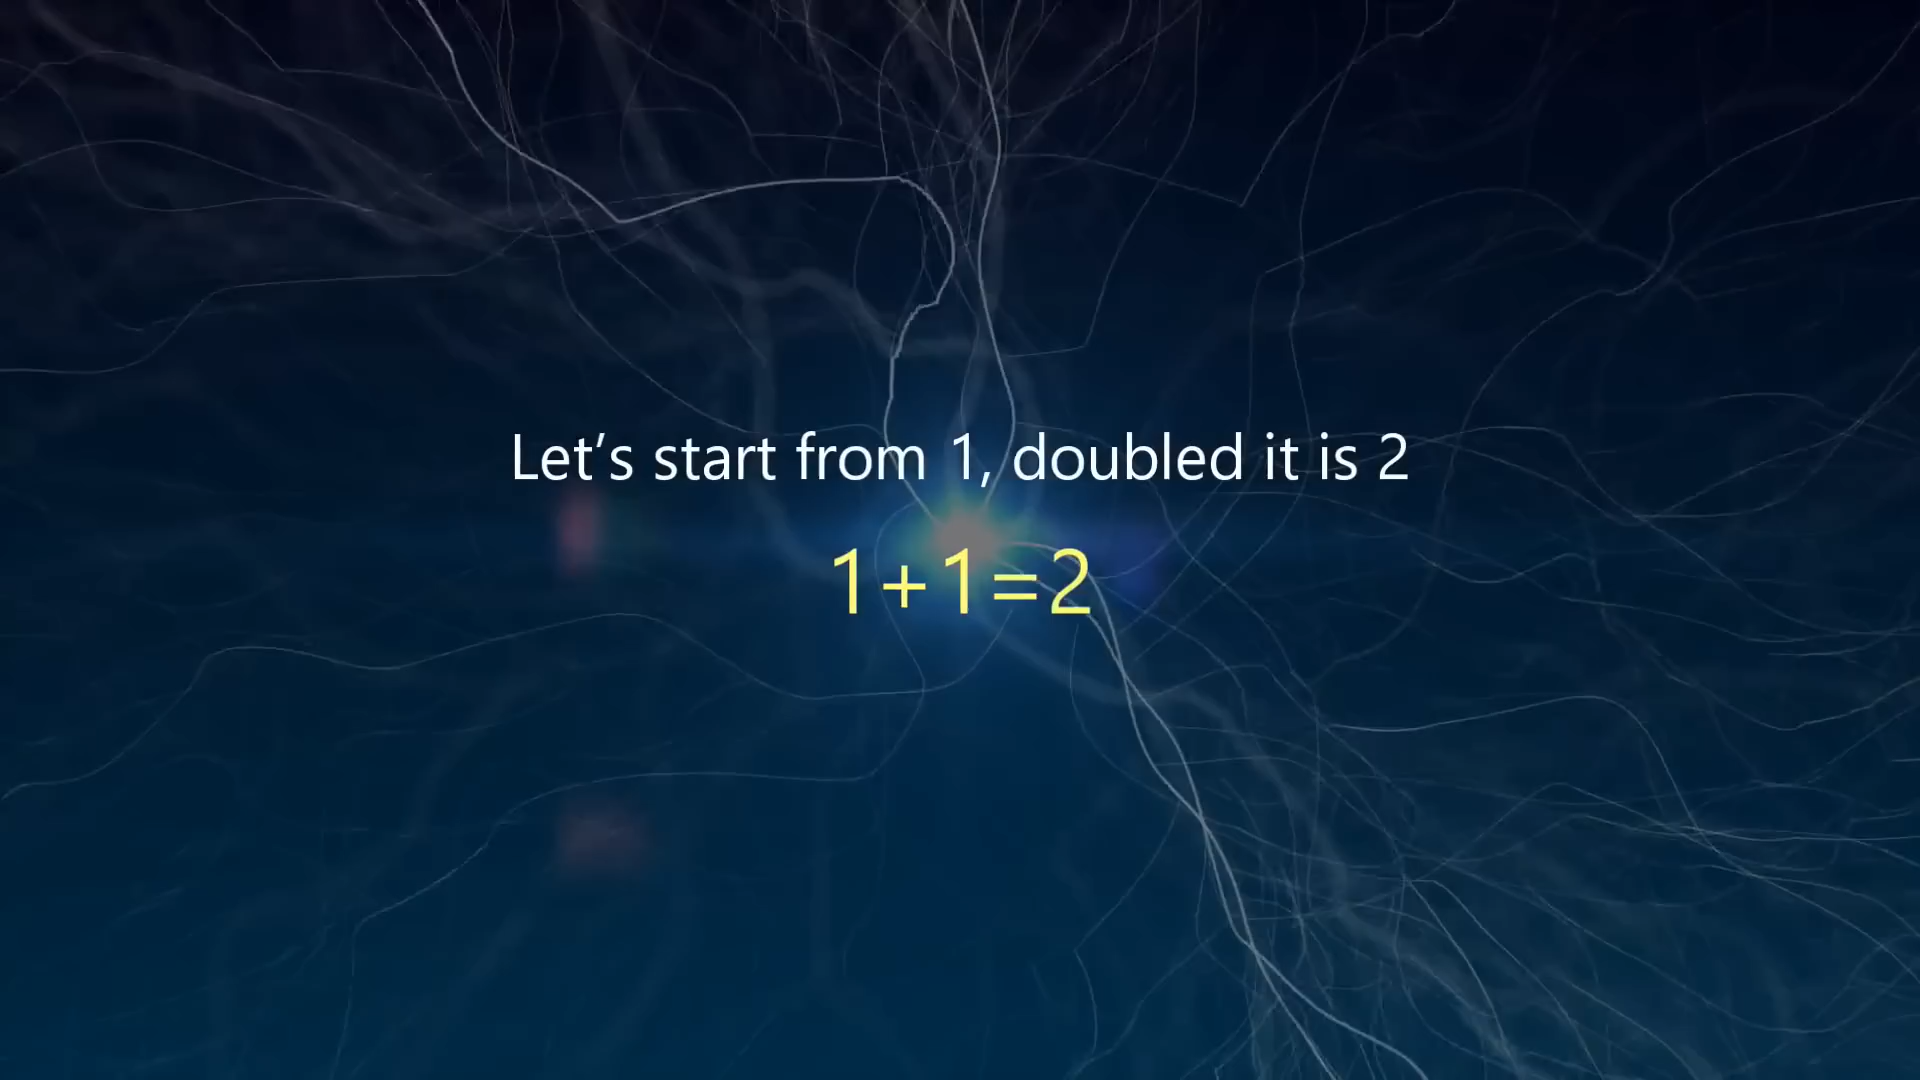 Let’s start from 1, doubled it is 2
1+1=2